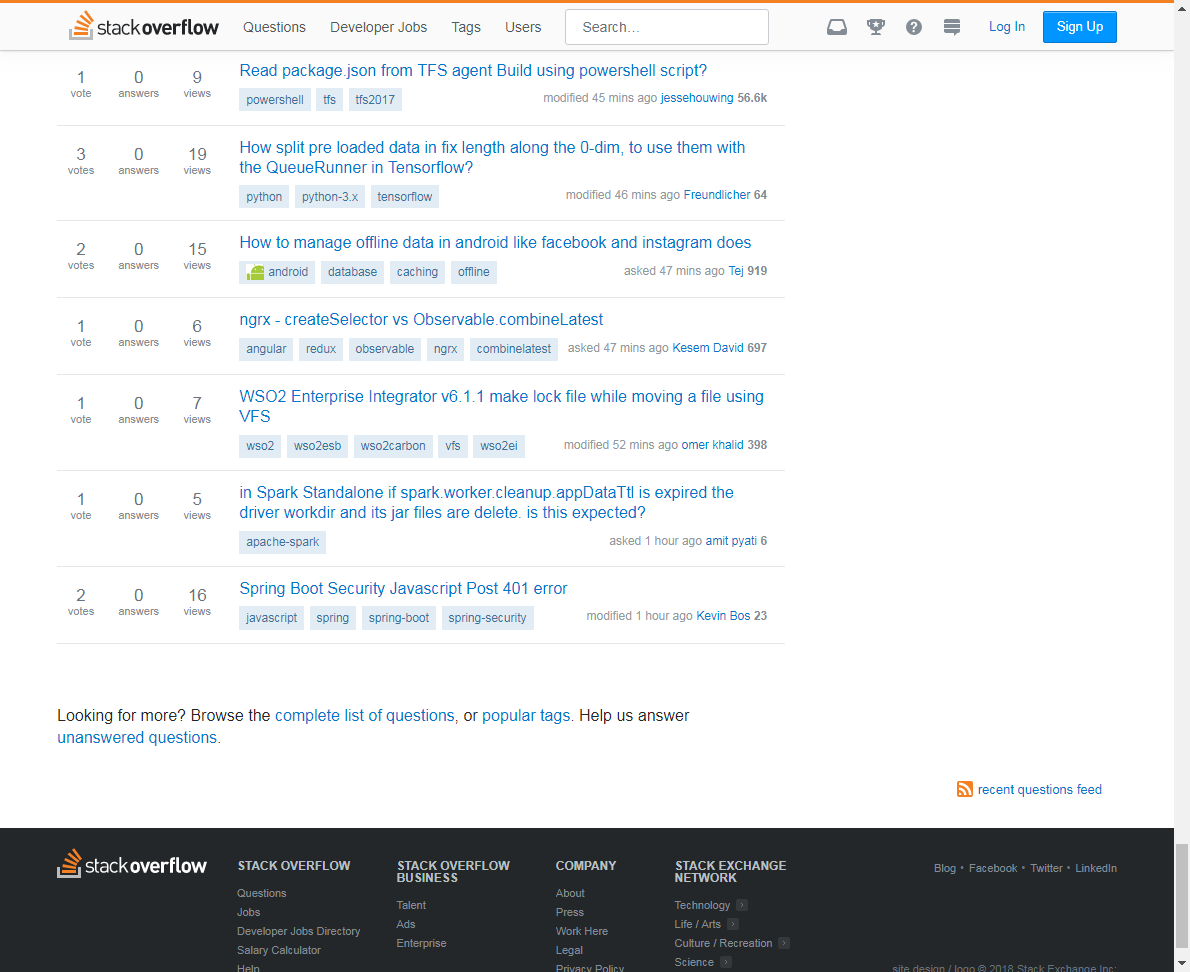 stack overflow Questions Developer Jobs Tags Users Search... Log In Sign Up
1 0 9 Read package.json from TFS agent Build using powershell script?
vote answers views powershell tfs tfs2017 modified 45 mins ago jessehouwing 56.6k
3 0 19 How split pre loaded data in fix length along the 0-dim, to use them with
votes answers views the QueueRunner in Tensorflow?
python python-3.x tensorflow modified 46 mins ago Freundlicher 64
2 0 15 How to manage offline data in android like facebook and instagram does
votes answers views android database caching offline asked 47 mins ago Tej 919
1 0 6 ngrx - createSelector vs Observable.combineLatest
vote answers views angular redux observable ngrx combinelatest asked 47 mins ago Kesem David 697
1 0 7 WSO2 Enterprise Integrator v6.1.1 make lock file while moving a file using
vote answers views VFS
wso2 wso2esb wso2carbon vfs wso2ei modified 52 mins ago omer khalid 398
1 0 5 in Spark Standalone if spark.worker.cleanup.appDataTtl is expired the
vote answers views driver workdir and its jar files are delete. is this expected?
apache-spark asked 1 hour ago amit pyati 6
2 0 16 Spring Boot Security Javascript Post 401 error
votes answers views javascript spring spring-boot spring-security modified 1 hour ago Kevin Bos 23
Looking for more? Browse the complete list of questions, or popular tags. Help us answer
unanswered questions.
recent questions feed
stack overflow
STACK OVERFLOW
Questions
Jobs
Developer Jobs Directory
Salary Calculator
Help
STACK OVERFLOW
BUSINESS
Talent
Ads
Enterprise
COMPANY
About
Press
Work Here
Legal
Privacy Policy
STACK EXCHANGE
NETWORK
Technology
Life / Arts
Culture / Recreation
Science
Blog • Facebook • Twitter • LinkedIn
site design / logo © 2018 Stack Exchange Inc;